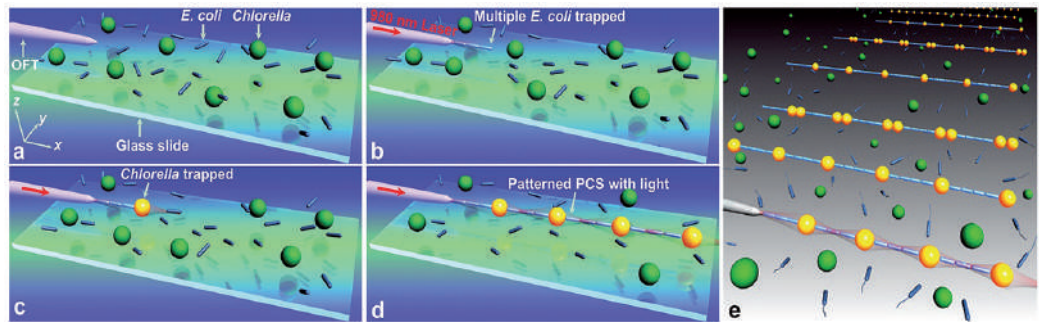 E. coli Chlorella
OFT
z
y
x
Glass slide
a
980 nm Laser
Multiple E. coli trapped
b
Chlorella trapped
c
Patterned PCS with light
d
e